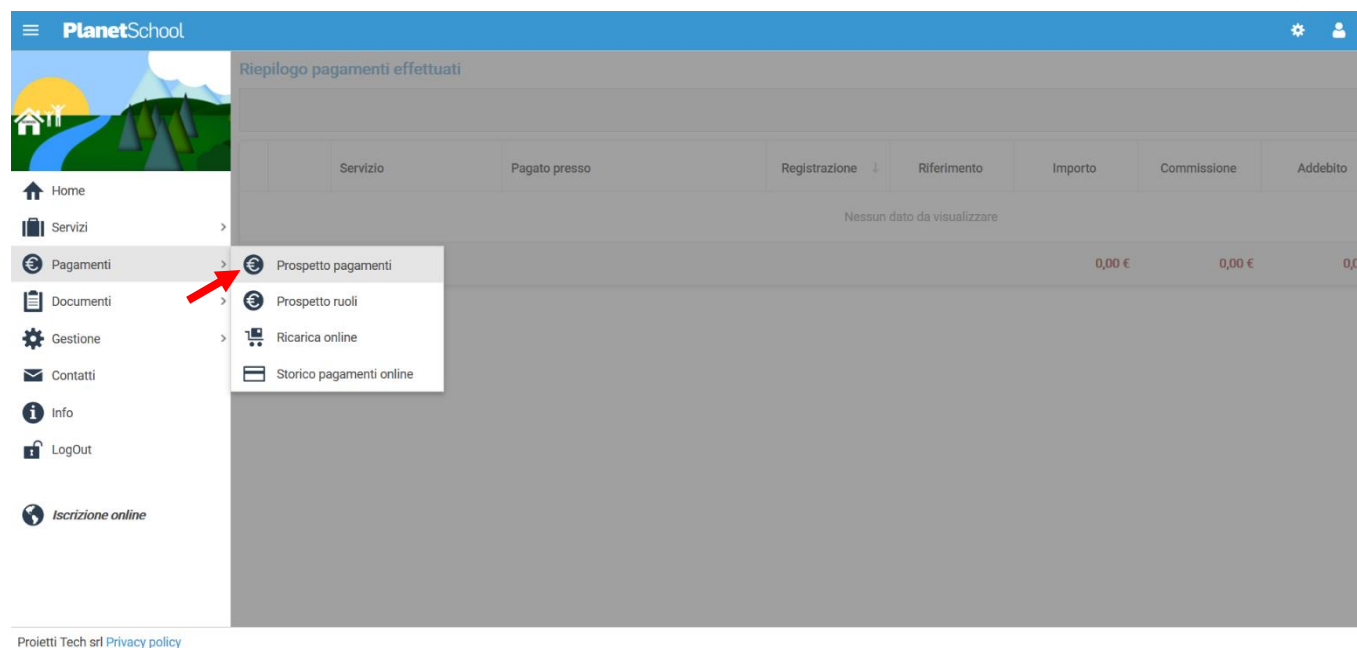 PlanetSchool
Riepilogo pagamenti effettuati
Servizio Pagato presso Registrazione Riferimento Importo Commissione Addebito
Nessun dato da visualizzare
0,00 € 0,00 €
Home
Servizi
Pagamenti
Documenti
Gestione
Contatti
Info
LogOut
Iscrizione online
Prospetto pagamenti
Prospetto ruoli
Ricarica online
Storico pagamenti online
Proietti Tech srl Privacy policy